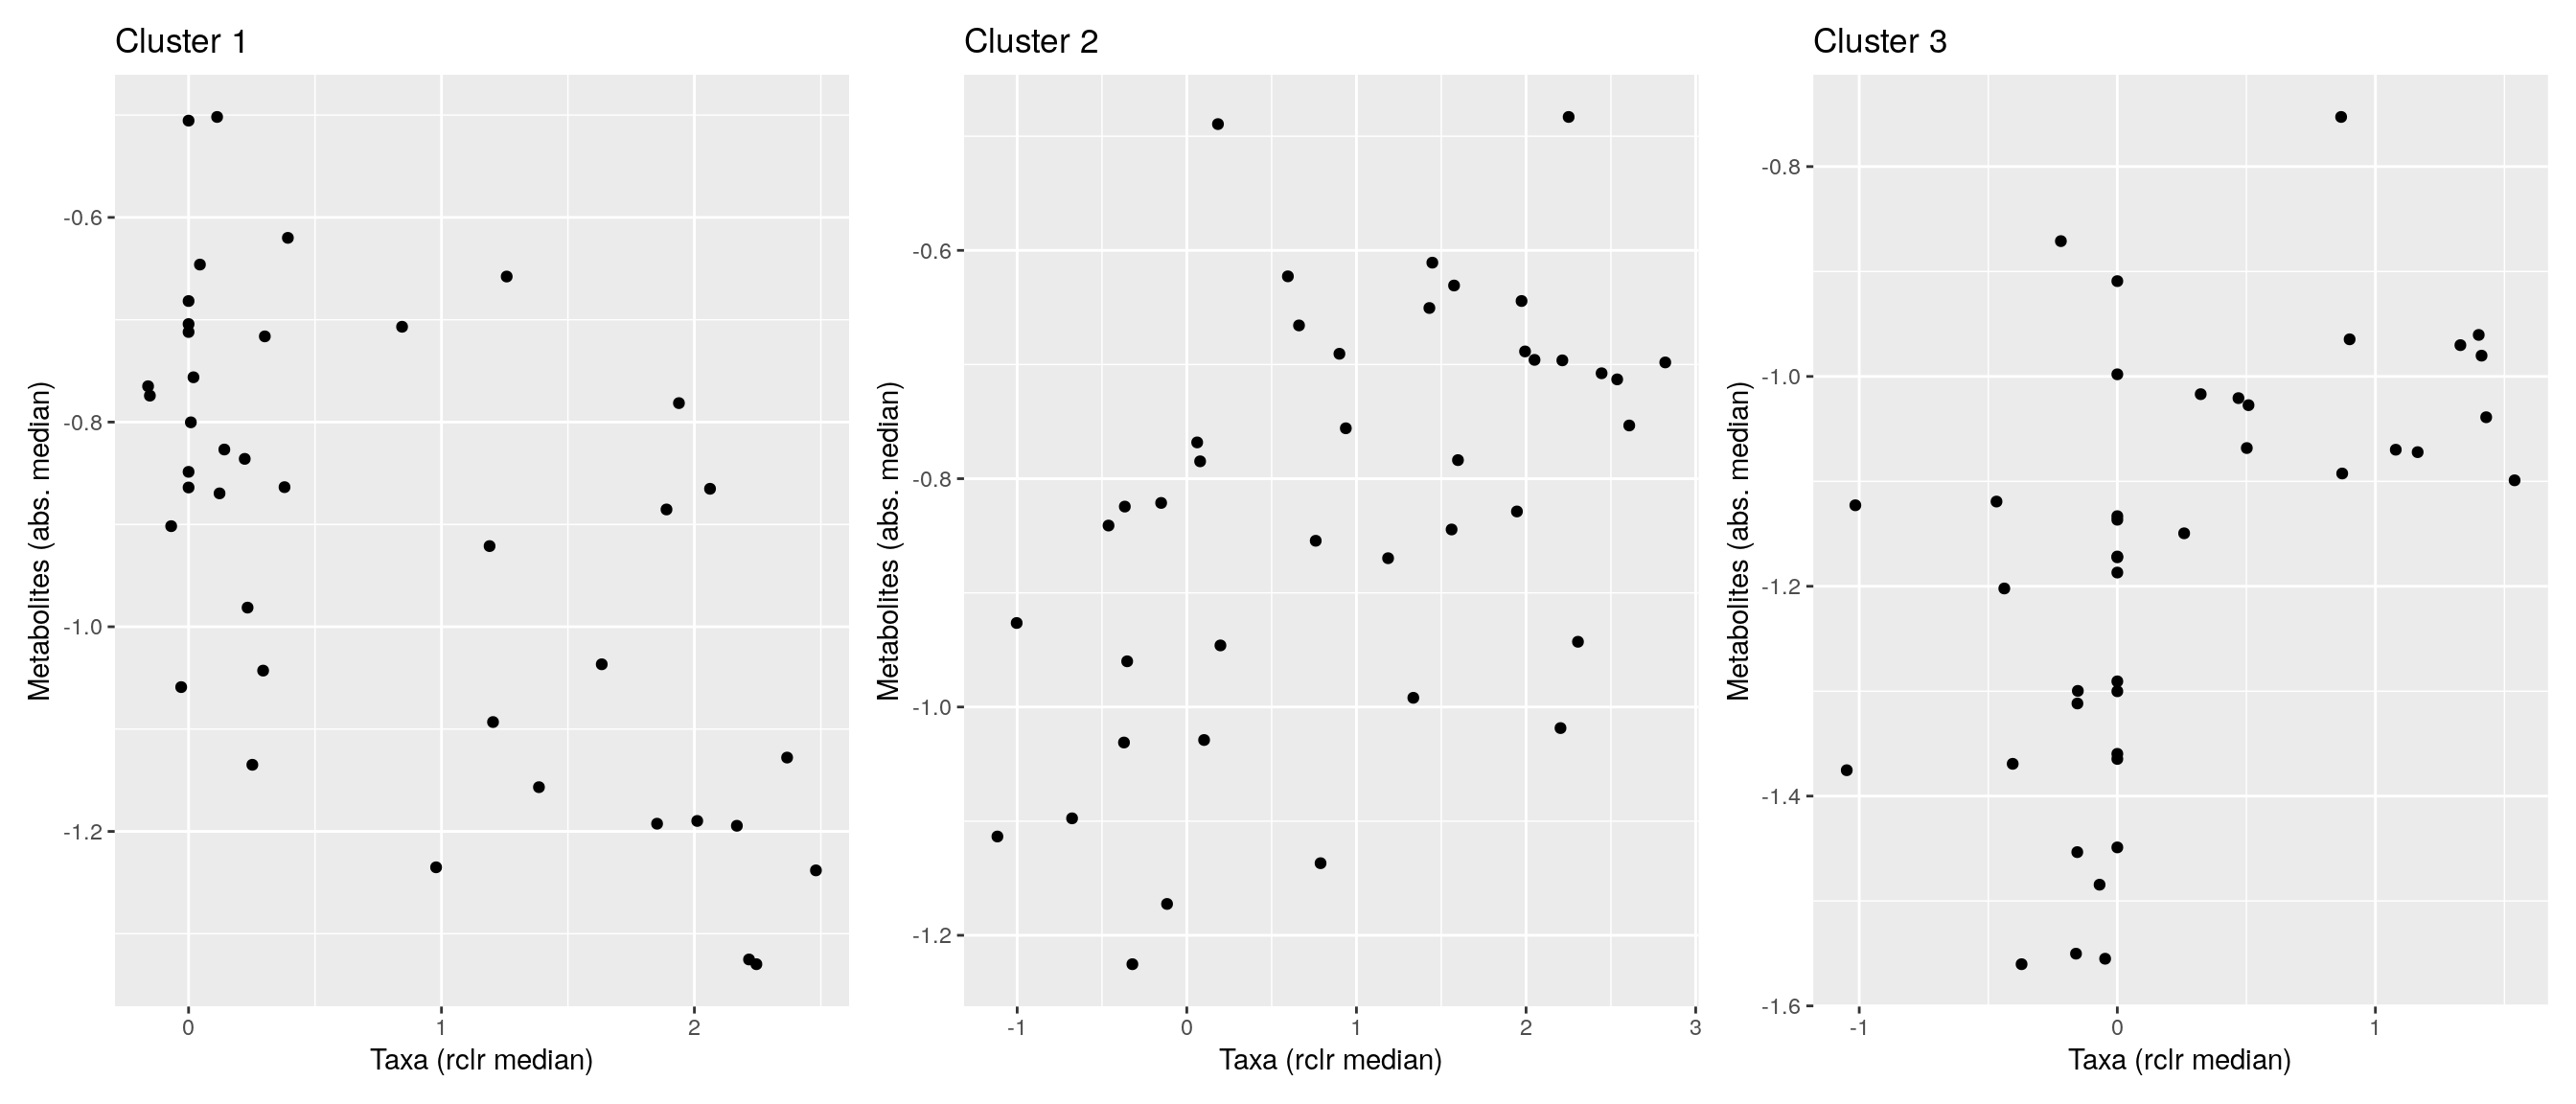 Cluster 1
Metabolites (abs. median)
-0.6
-0.8
-1.0
-1.2
0 1 2
Taxa (rclr median)
Cluster 2
Metabolites (abs. median)
-0.6
-0.8
-1.0
-1.2
-1 0 1 2 3
Taxa (rclr median)
Cluster 3
Metabolites (abs. median)
-0.8
-1.0
-1.2
-1.4
-1.6
-1 0 1
Taxa (rclr median)